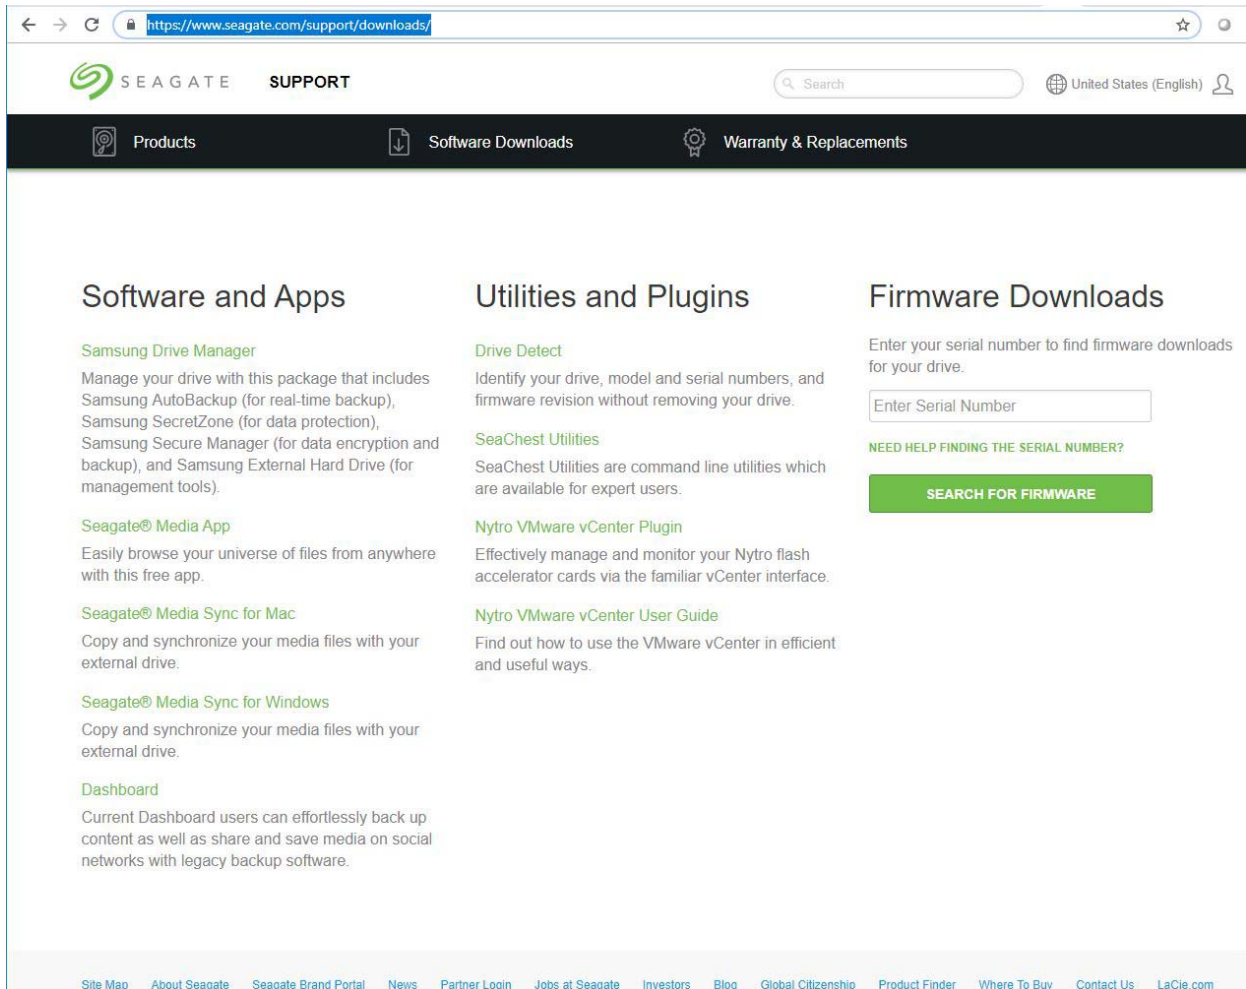 https://www.seagate.com/support/downloads/
SEAGATE SUPPORT
Search
United States (English)
Products
Software Downloads
Warranty & Replacements
Software and Apps
Samsung Drive Manager
Manage your drive with this package that includes
Samsung AutoBackup (for real-time backup),
Samsung SecretZone (for data protection),
Samsung Secure Manager (for data encryption and
backup), and Samsung External Hard Drive (for
management tools).
Seagate® Media App
Easily browse your universe of files from anywhere
with this free app.
Seagate® Media Sync for Mac
Copy and synchronize your media files with your
external drive.
Seagate® Media Sync for Windows
Copy and synchronize your media files with your
external drive.
Dashboard
Current Dashboard users can effortlessly back up
content as well as share and save media on social
networks with legacy backup software.
Utilities and Plugins
Drive Detect
Identify your drive, model and serial numbers, and
firmware revision without removing your drive.
SeaChest Utilities
SeaChest Utilities are command line utilities which
are available for expert users.
Nytro VMware vCenter Plugin
Effectively manage and monitor your Nytro flash
accelerator cards via the familiar vCenter interface.
Nytro VMware vCenter User Guide
Find out how to use the VMware vCenter in efficient
and useful ways.
Firmware Downloads
Enter your serial number to find firmware downloads
for your drive.
Enter Serial Number
NEED HELP FINDING THE SERIAL NUMBER?
SEARCH FOR FIRMWARE
Site Map About Seagate Seagate Brand Portal News Partner Login Jobs at Seagate Investors Blog Global Citizenship Product Finder Where To Buy Contact Us LaCie.com